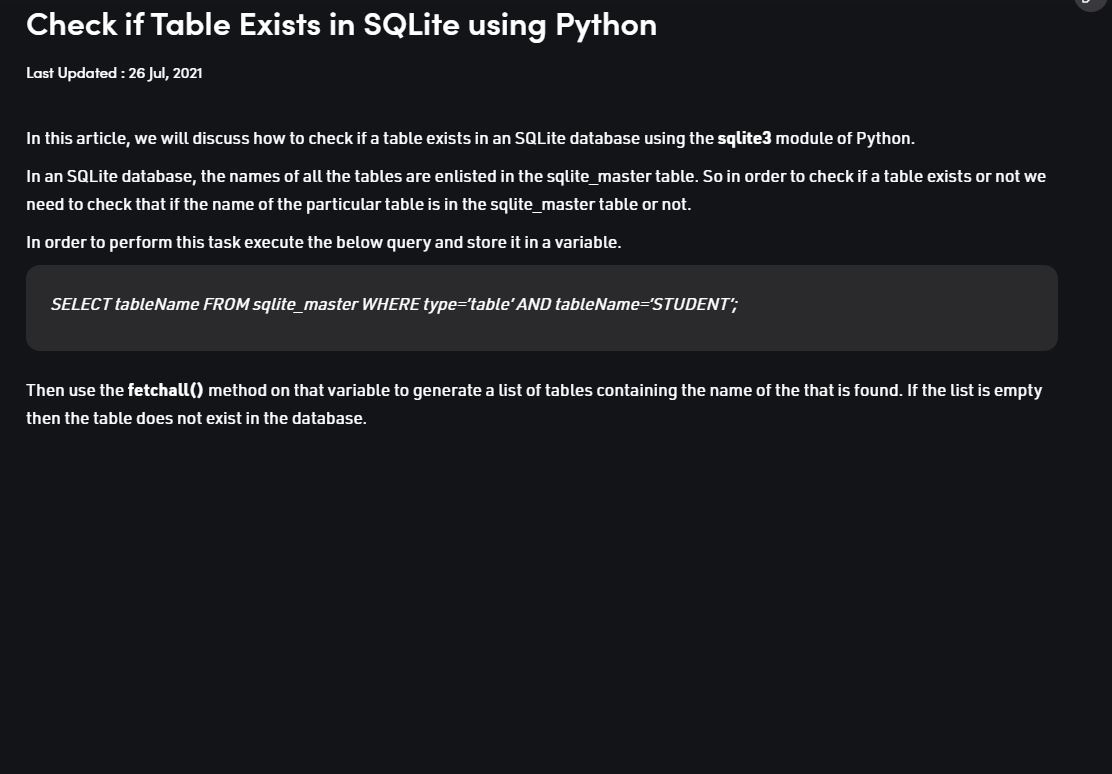 Check if Table Exists in SQLite using Python
Last Updated : 26 Jul, 2021
In this article, we will discuss how to check if a table exists in an SQLite database using the sqlite3 module of Python.
In an SQLite database, the names of all the tables are enlisted in the sqlite_master table. So in order to check if a table exists or not we
need to check that if the name of the particular table is in the sqlite_master table or not.
In order to perform this task execute the below query and store it in a variable.
SELECT tableName FROM sqlite_master WHERE type=’table’ AND tableName=’STUDENT’;
Then use the fetchall() method on that variable to generate a list of tables containing the name of the that is found. If the list is empty
then the table does not exist in the database.